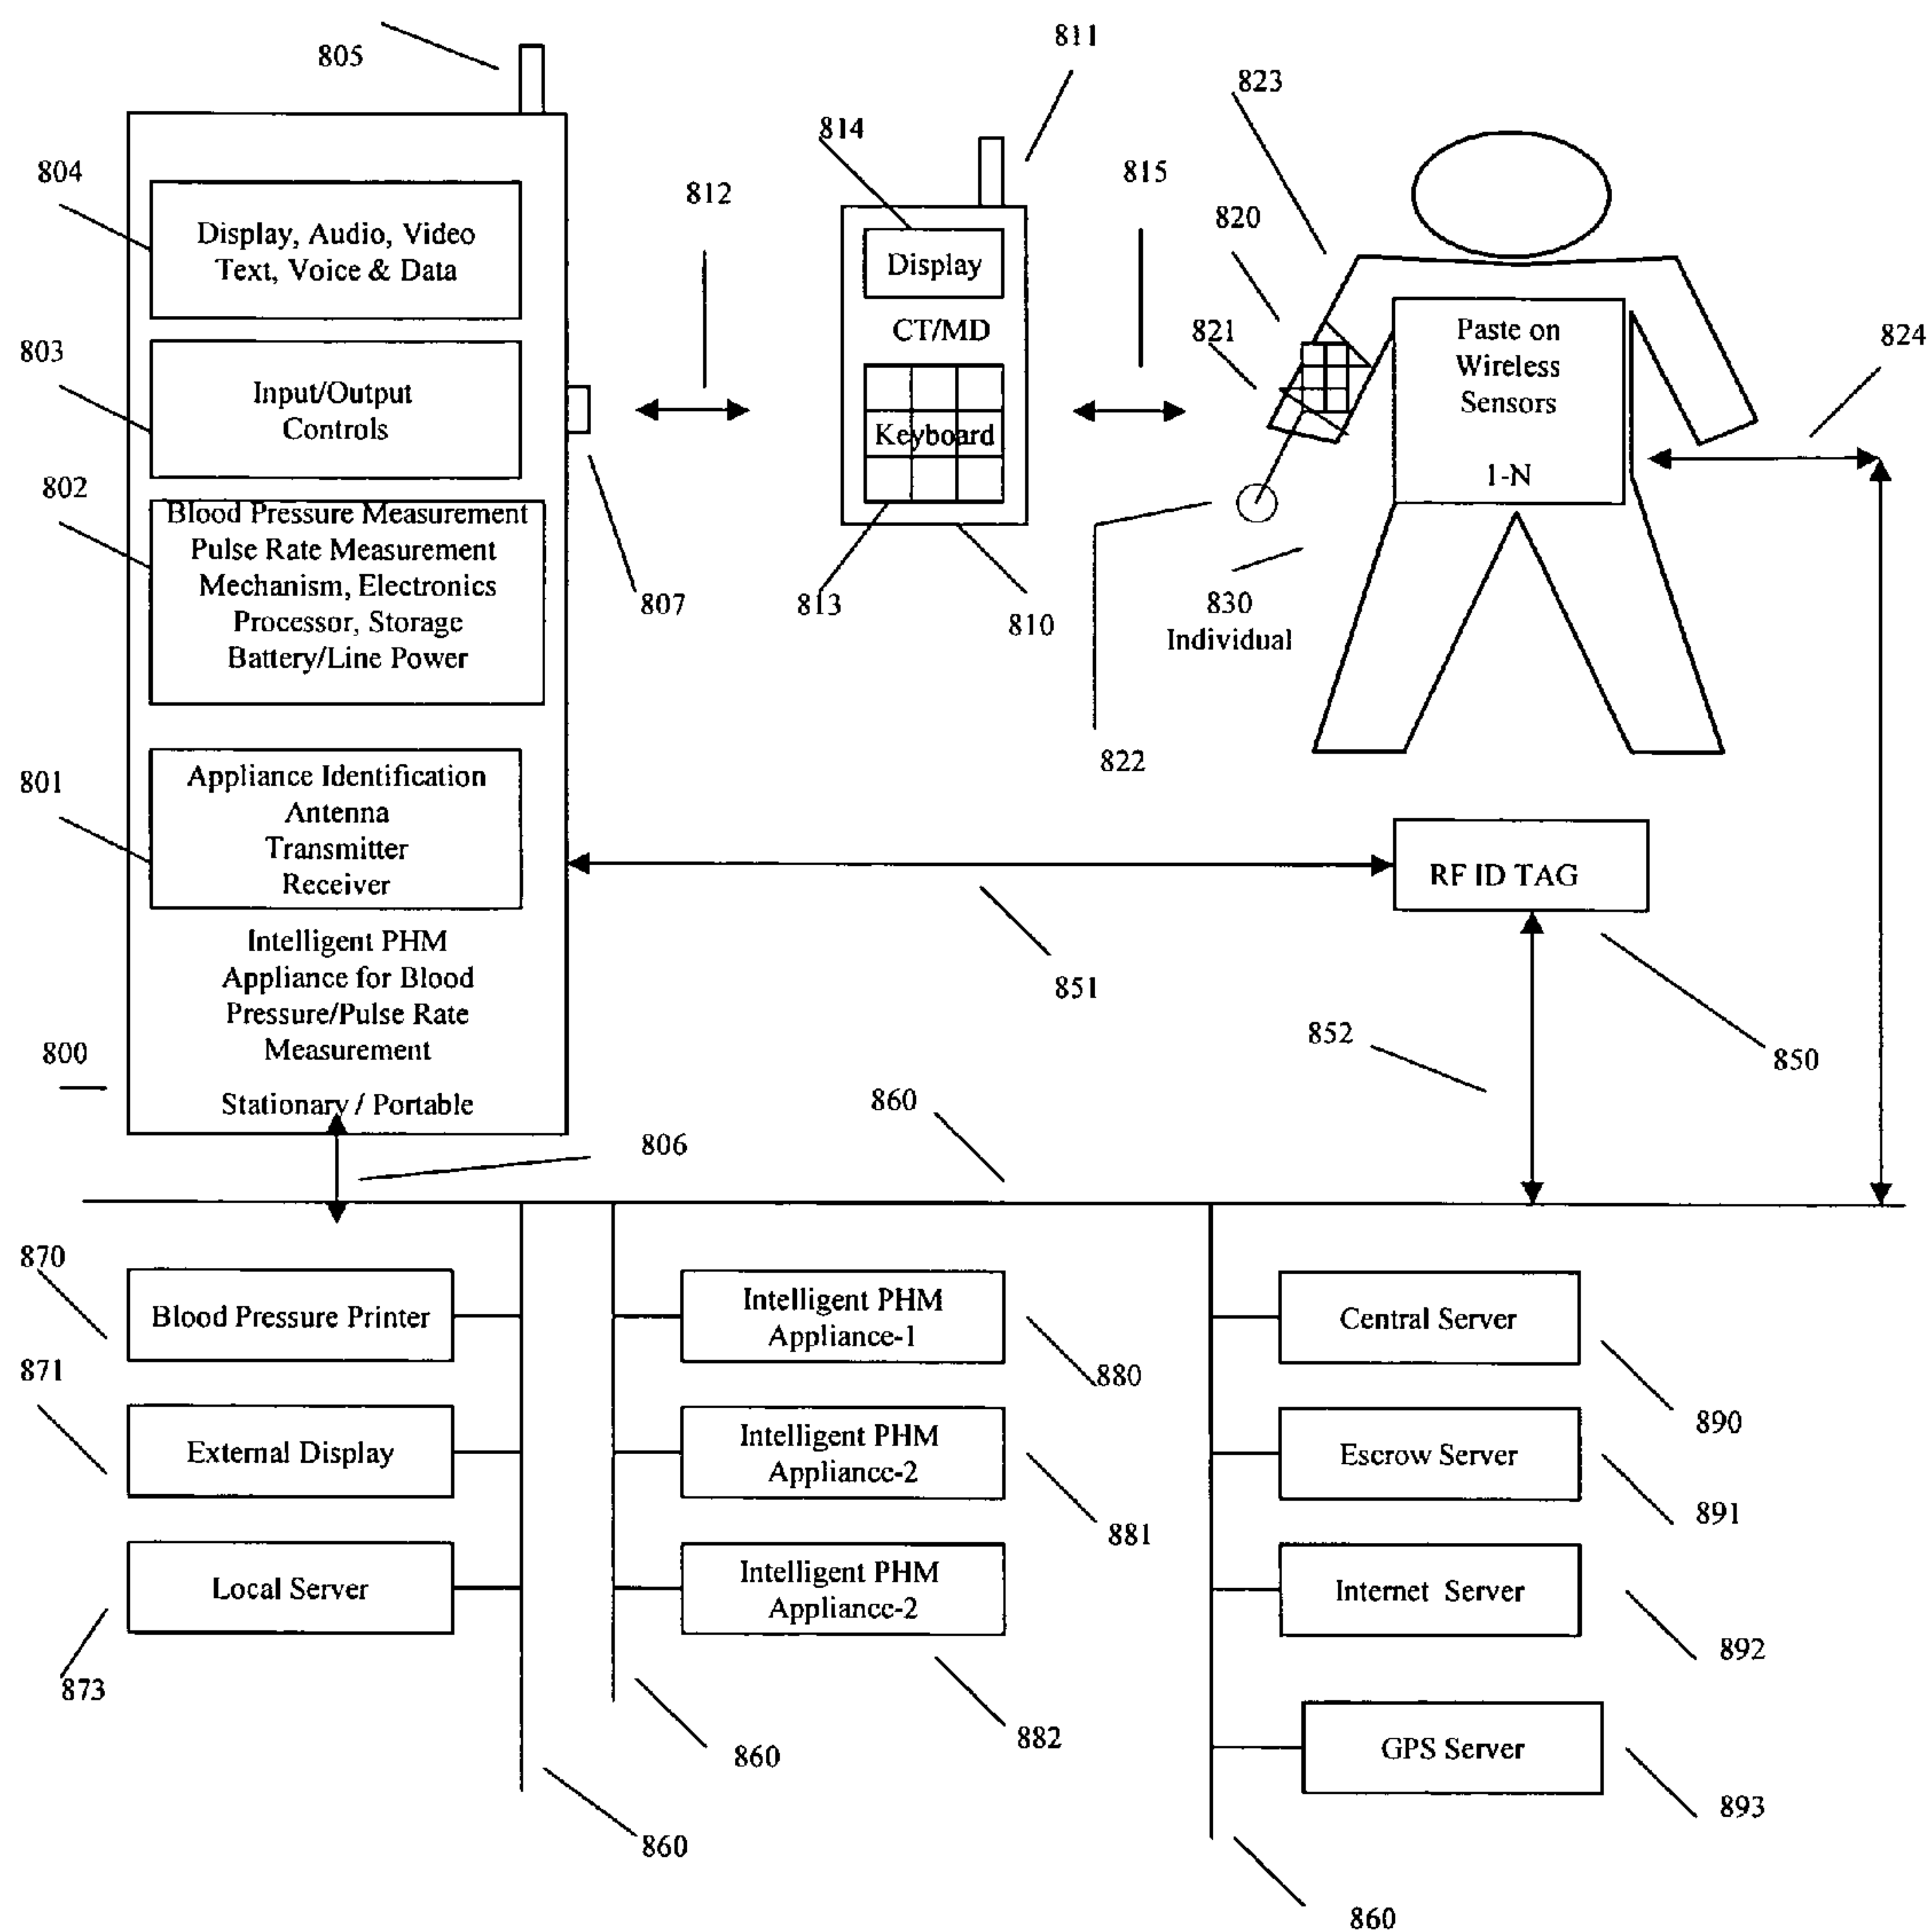 805
811
823
814
804
812
815
820
Display, Audio, Video
Text, Voice & Data
Display
821
Paste on
Wireless
Sensors
1-N
824
CT/MD
803
Input/Output
Controls
Keyboard
802
Blood Pressure Measurement
Pulse Rate Measurement
Mechanism, Electronics
Processor, Storage
Battery/Line Power
807
813
810
830
Individual
822
801
Appliance Identification
Antenna
Transmitter
Receiver
RF ID TAG
Intelligent PHM
Appliance for Blood
Pressure/Pulse Rate
Measurement
851
852
850
800
Stationary / Portable
860
806
870
Blood Pressure Printer
Intelligent PHM
Appliance-1
Central Server
880
871
890
External Display
Intelligent PHM
Appliance-2
Escrow Server
881
891
Local Server
Intelligent PHM
Appliance-2
Internet Server
873
892
882
860
GPS Server
893
860
860